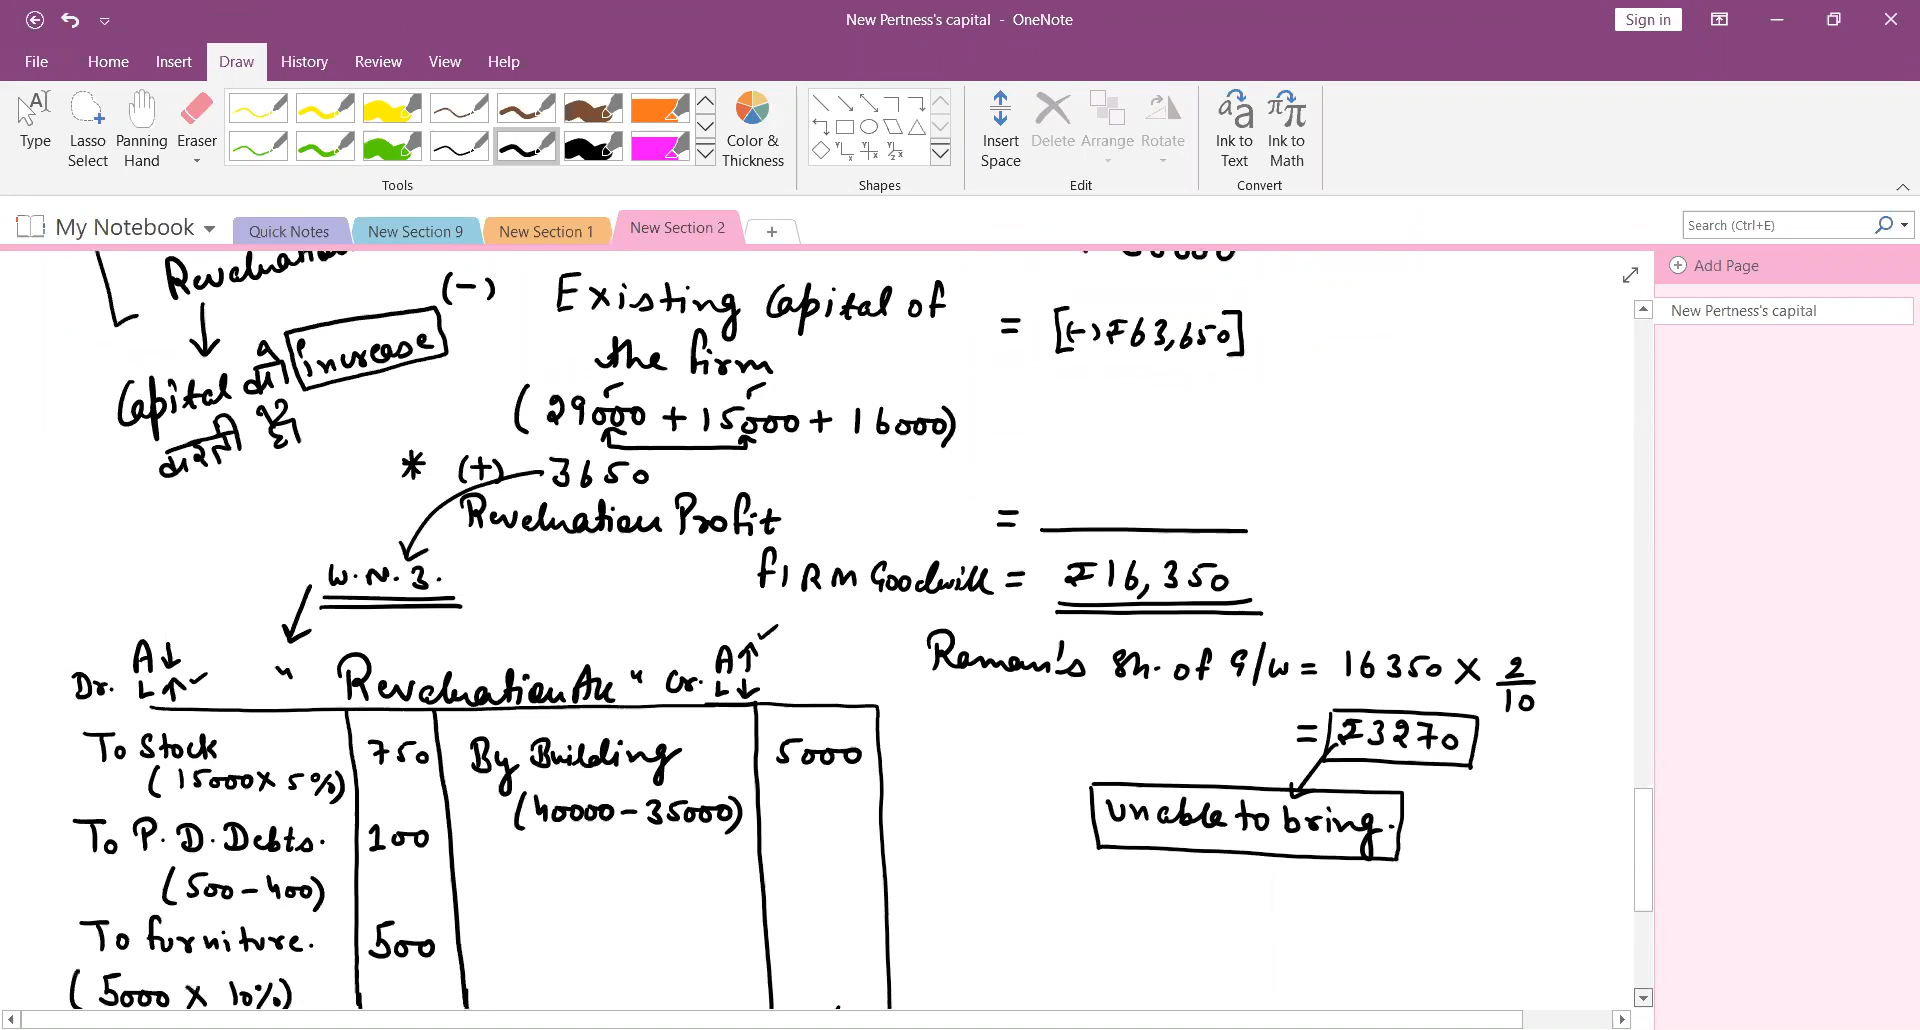 New Pertness's capital - OneNote
Sign in
File Home Insert Draw History Review View Help
Type
Lasso Select
Panning Hand
Eraser
Color & Thickness
Insert Space
Delete
Arrange
Rotate
Ink to Text
Ink to Math
Tools
Shapes
Edit
Convert
My Notebook
Quick Notes
New Section 9
New Section 1
New Section 2
Search (Ctrl+E)
Add Page
New Pertness's capital
Revaluation
(-) Existing Capital of
the firm
= [(-) ₹63,650]
Capital का increase
करती है
(29000 + 15000 + 16000)
* (+) 3650
Revaluation Profit =
W.N.3.
FIRM Goodwill = ₹16,350
Raman's Sh. of G/W = 16350 × 2/10
= ₹3270
unable to bring.
Dr. A↓ L↑ ✓ " Revaluation A/c " Cr. A↑ ✓ L↓
To Stock 750 By Building 5000
(15000 × 5%) (40000 - 35000)
To P.D.Debts. 100
(500 - 400)
To furniture. 500
(5000 × 10%)